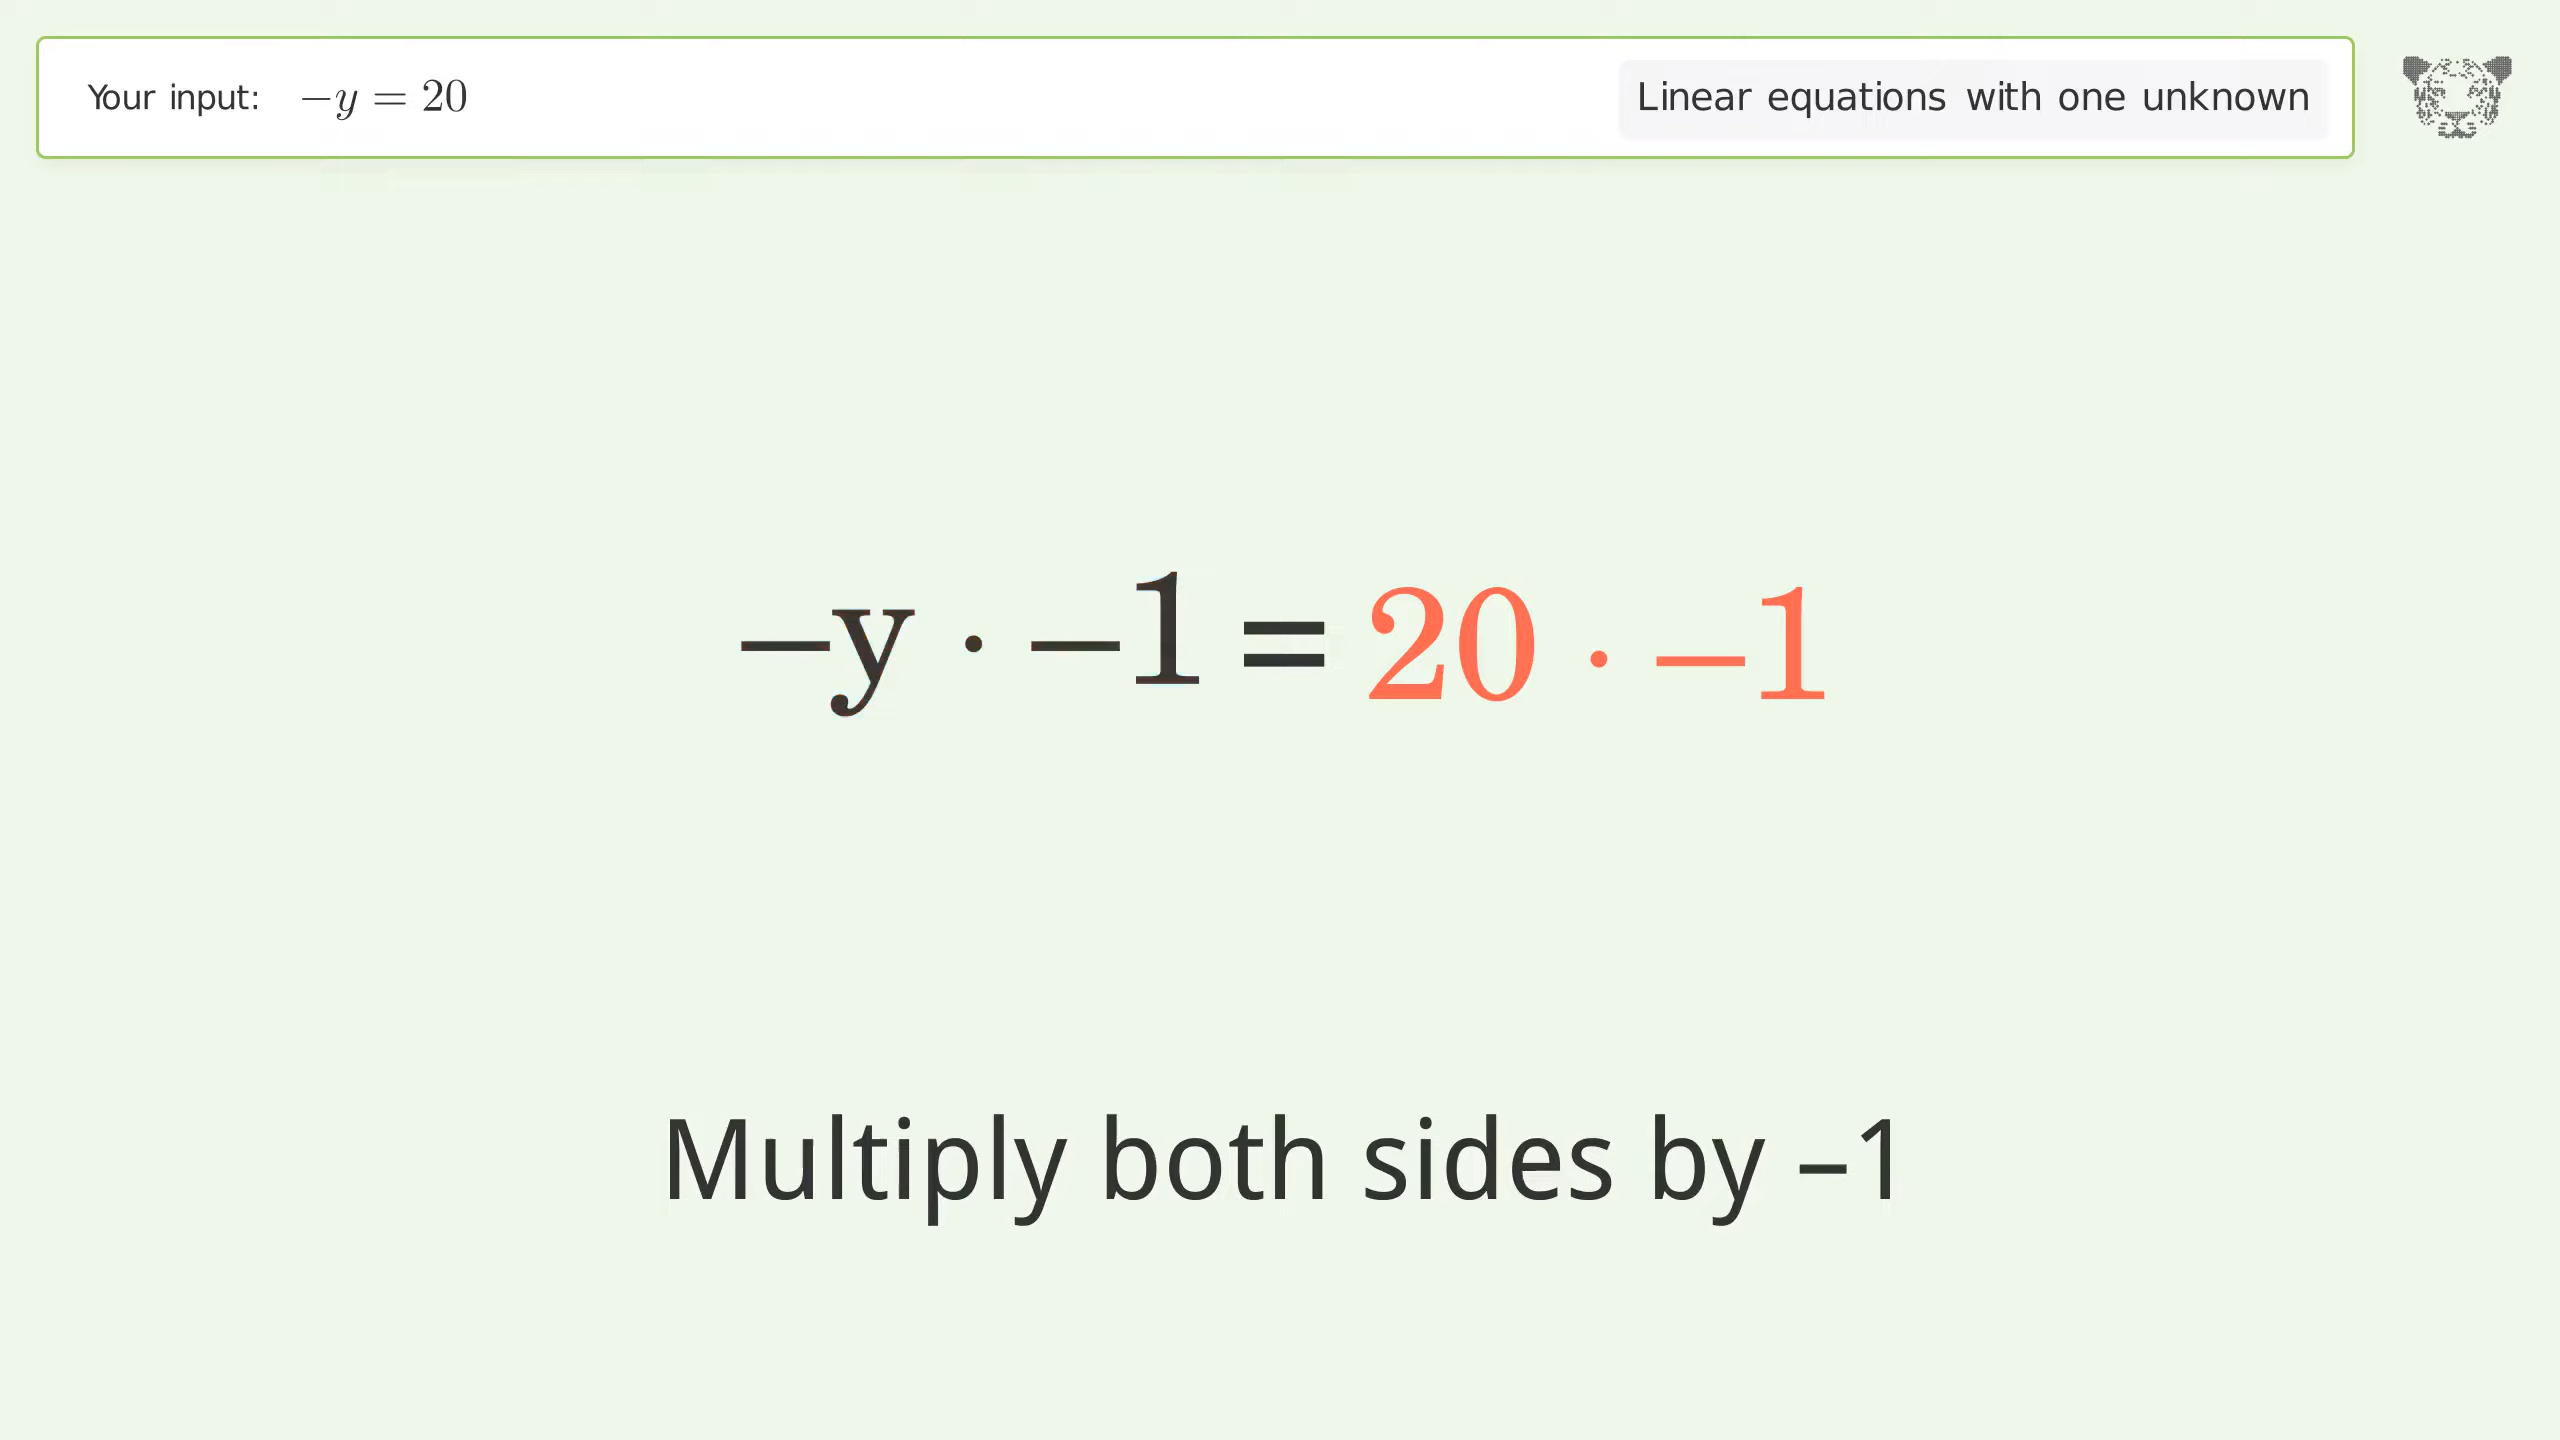 Your input: −y = 20
Linear equations with one unknown
−y · −1 = 20 · −1
Multiply both sides by –1